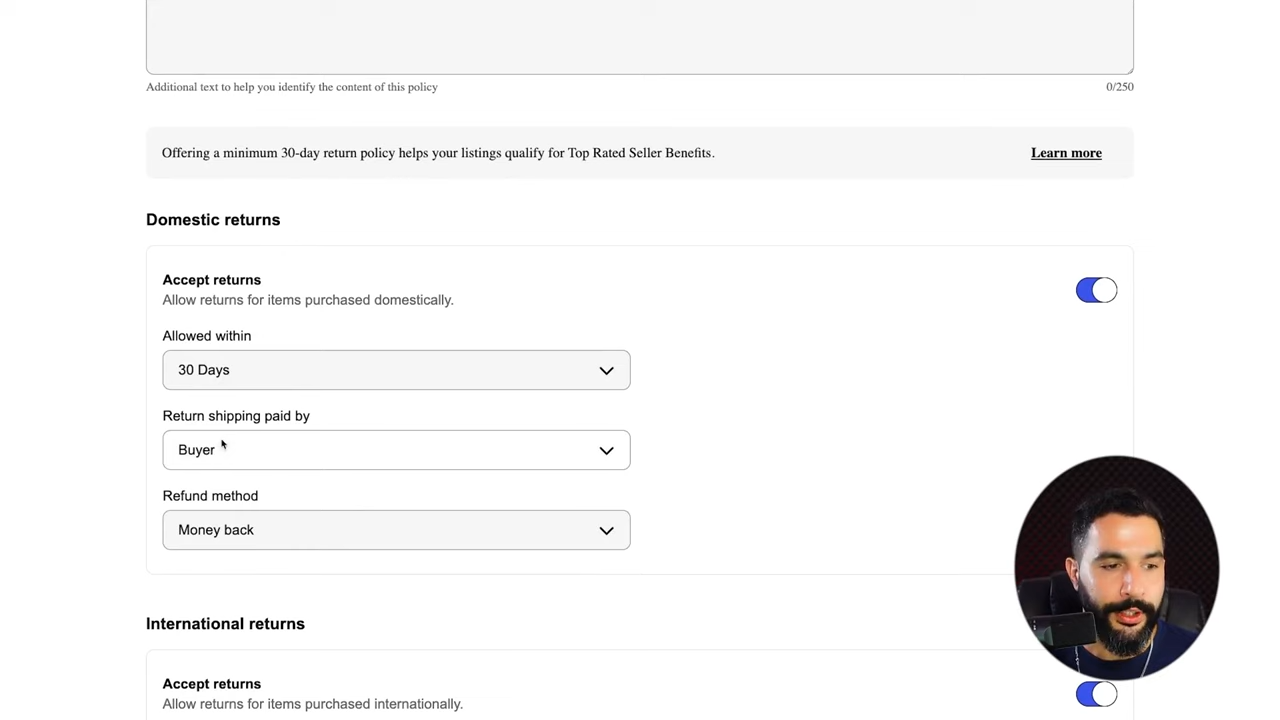 Additional text to help you identify the content of this policy
0/250
Offering a minimum 30-day return policy helps your listings qualify for Top Rated Seller Benefits.
Learn more
Domestic returns
Accept returns
Allow returns for items purchased domestically.
Allowed within
30 Days
Return shipping paid by
Buyer
Refund method
Money back
International returns
Accept returns
Allow returns for items purchased internationally.